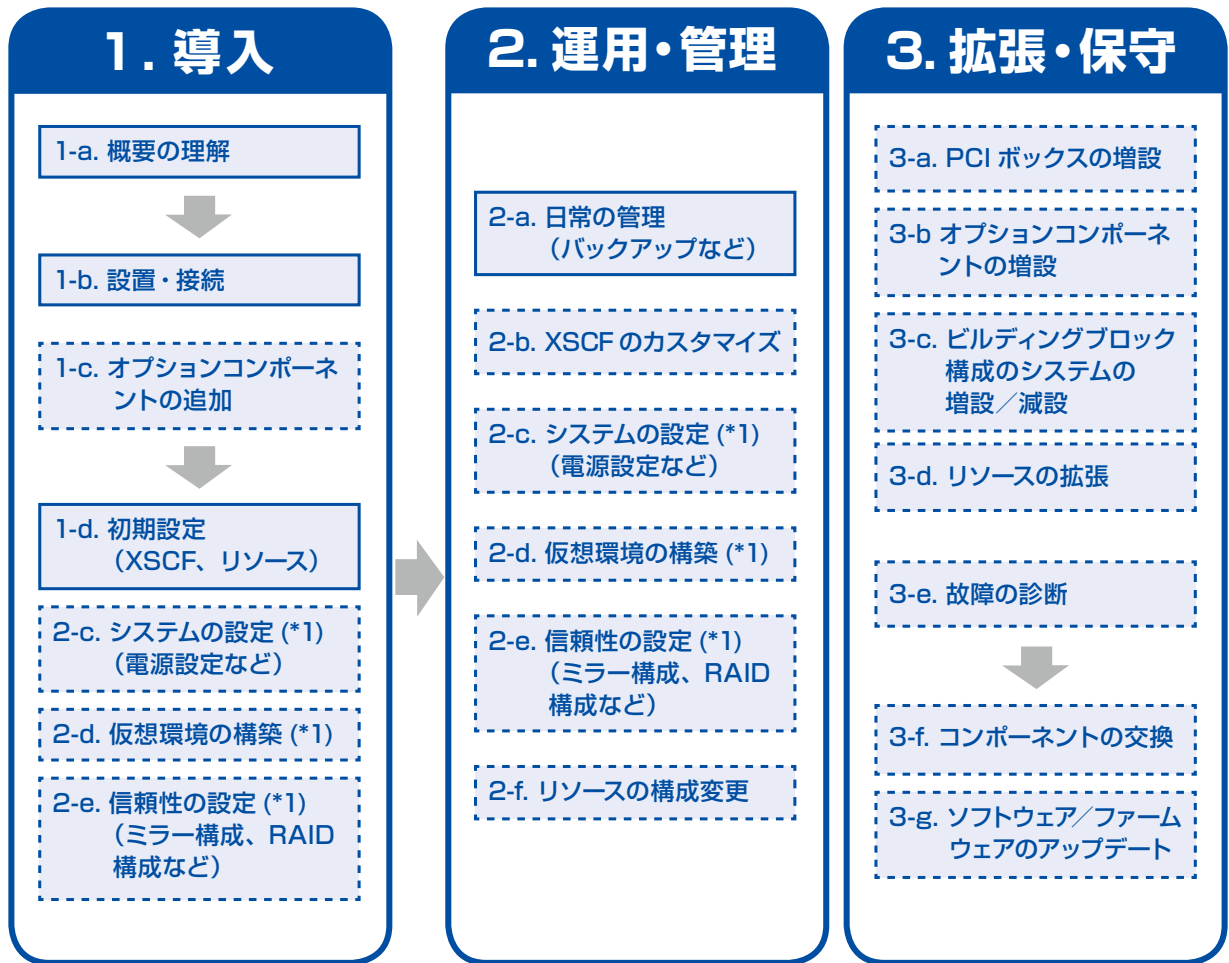 1. 導入
1-a. 概要の理解
1-b. 設置・接続
1-c. オプションコンポーネ
ントの追加
1-d. 初期設定
（XSCF、リソース）
2-c. システムの設定 (*1)
（電源設定など）
2-d. 仮想環境の構築 (*1)
2-e. 信頼性の設定 (*1)
（ミラー構成、RAID
構成など）
2. 運用・管理
2-a. 日常の管理
（バックアップなど）
2-b. XSCF のカスタマイズ
2-c. システムの設定 (*1)
（電源設定など）
2-d. 仮想環境の構築 (*1)
2-e. 信頼性の設定 (*1)
（ミラー構成、RAID
構成など）
2-f. リソースの構成変更
3. 拡張・保守
3-a. PCI ボックスの増設
3-b オプションコンポーネ
ントの増設
3-c. ビルディングブロック
構成のシステムの
増設／減設
3-d. リソースの拡張
3-e. 故障の診断
3-f. コンポーネントの交換
3-g. ソフトウェア／ファーム
ウェアのアップデート